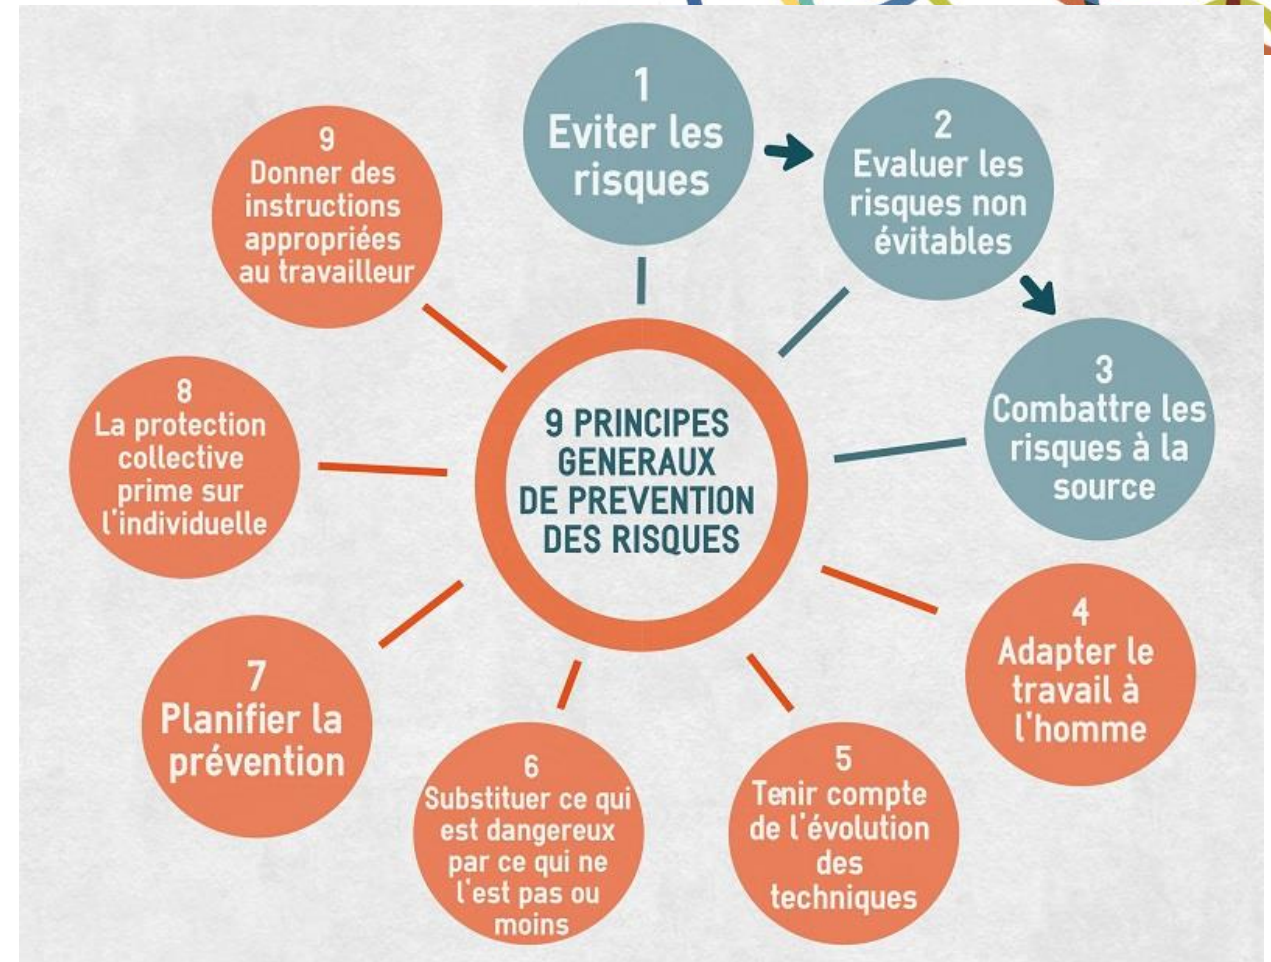 9 PRINCIPES
GENERAUX
DE PREVENTION
DES RISQUES
1
Eviter les
risques
2
Evaluer les
risques non
évitables
3
Combattre les
risques à la
source
4
Adapter le
travail à
l'homme
5
Tenir compte
de l'évolution
des
techniques
6
Substituer ce qui
est dangereux
par ce qui ne
l'est pas ou
moins
7
Planifier la
prévention
8
La protection
collective
prime sur
l'individuelle
9
Donner des
instructions
appropriées
au travailleur